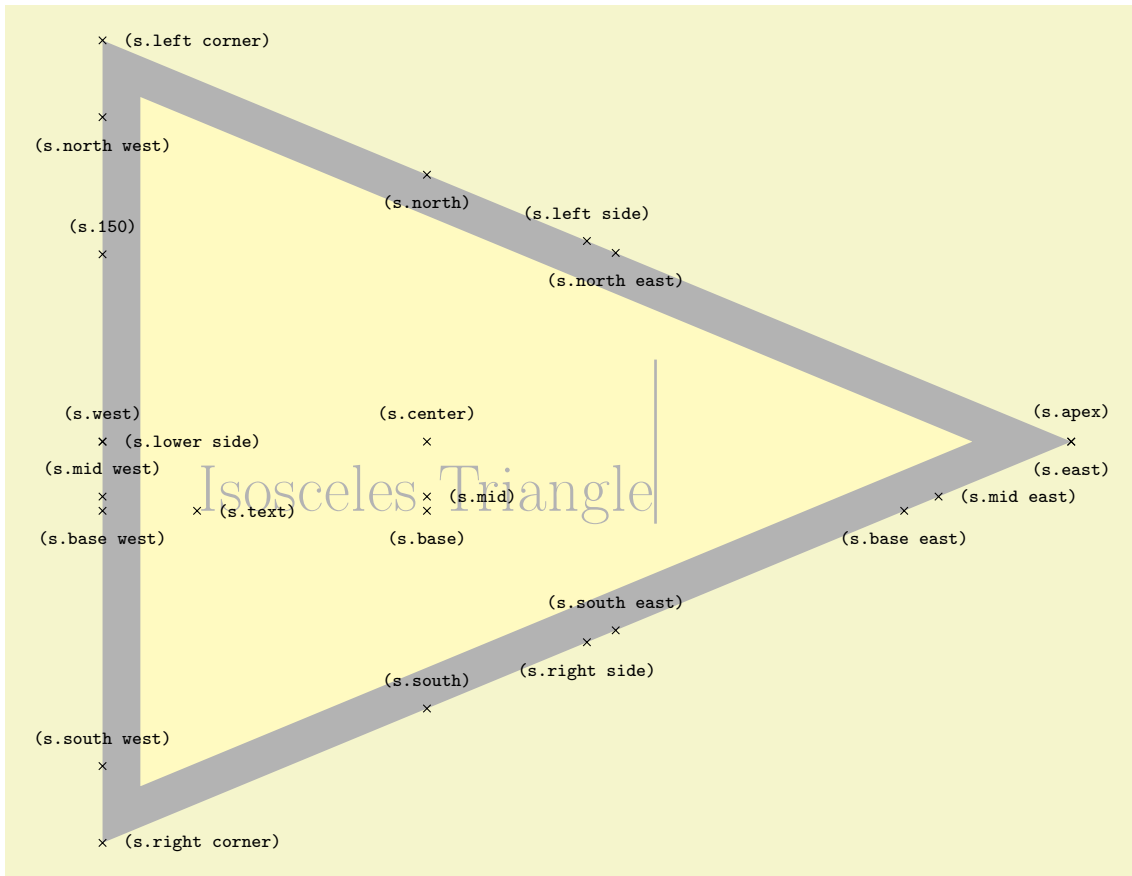 (s.left corner)
(s.north west)
(s.north)
(s.left side)
(s.150)
(s.north east)
(s.apex)
(s.west)
(s.center)
(s.lower side)
(s.east)
(s.mid west)
Isosceles Triangle
(s.mid)
(s.mid east)
(s.text)
(s.base west)
(s.base)
(s.base east)
(s.south east)
(s.right side)
(s.south)
(s.south west)
(s.right corner)